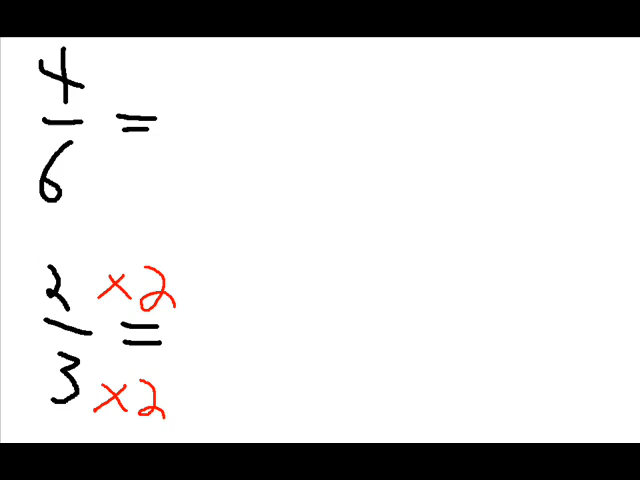 4
6 =
2 ×2
3 ×2 =